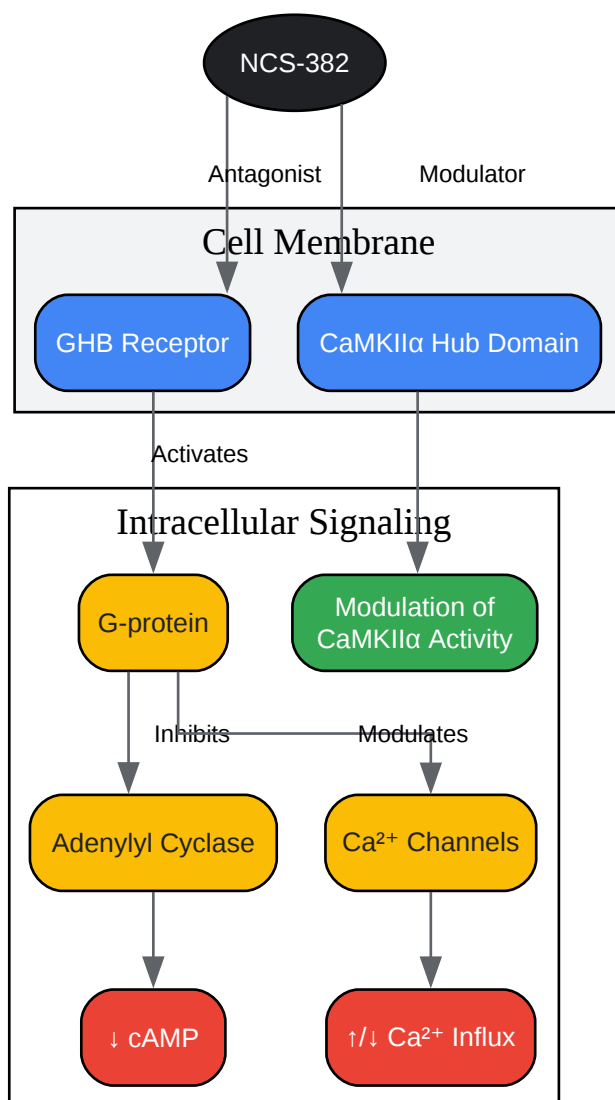 NCS-382
Antagonist
Modulator
Cell Membrane
GHB Receptor
CaMKIIα Hub Domain
Activates
Intracellular Signaling
G-protein
Modulation of
CaMKIIα Activity
Inhibits
Modulates
Adenylyl Cyclase
Ca²⁺ Channels
↓ cAMP
↑/↓ Ca²⁺ Influx